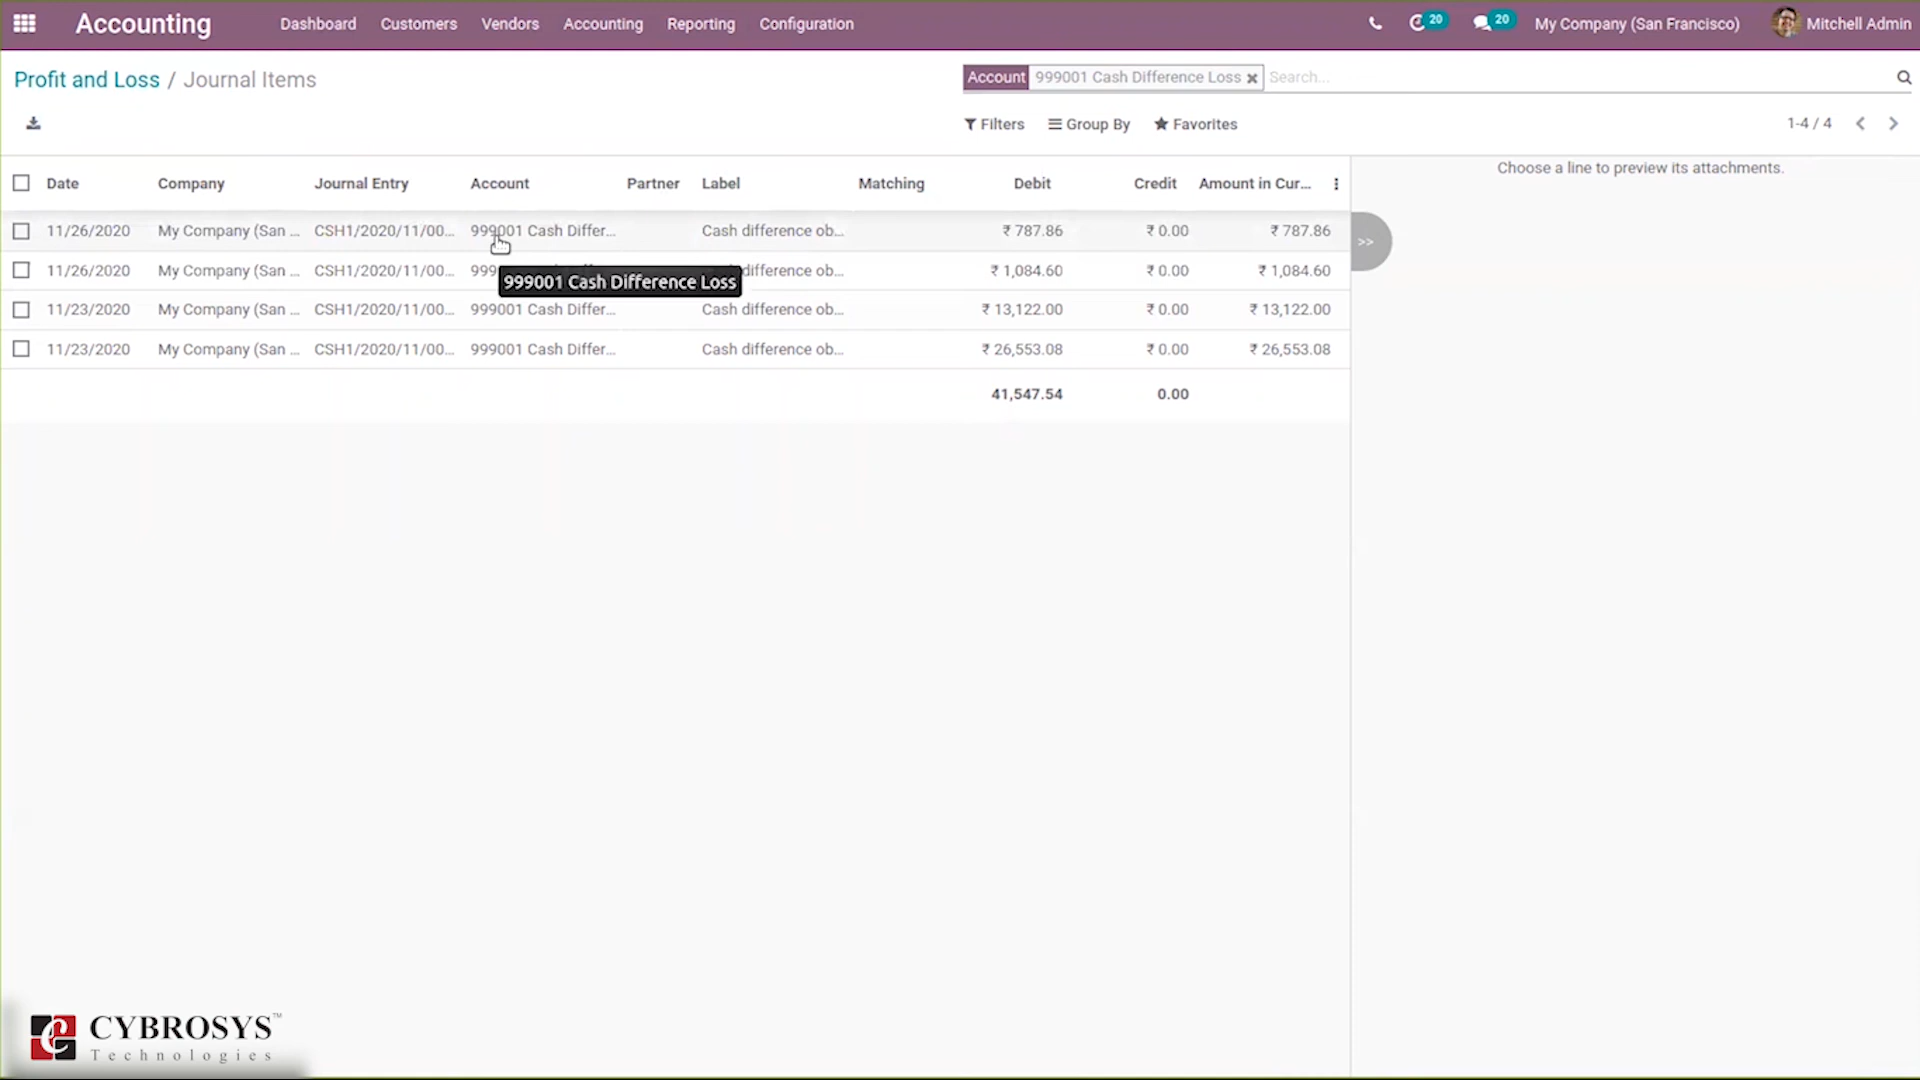 Accounting Dashboard Customers Vendors Accounting Reporting Configuration 20 20 My Company (San Francisco) Mitchell Admin
Profit and Loss / Journal Items
Account 999001 Cash Difference Loss × Search...
Filters Group By Favorites 1-4 / 4
Choose a line to preview its attachments.
Date Company Journal Entry Account Partner Label Matching Debit Credit Amount in Cur...
11/26/2020 My Company (San ... CSH1/2020/11/00... 999001 Cash Differ... Cash difference ob... ₹ 787.86 ₹ 0.00 ₹ 787.86
>>
11/26/2020 My Company (San ... CSH1/2020/11/00... 999 difference ob... ₹ 1,084.60 ₹ 0.00 ₹ 1,084.60
999001 Cash Difference Loss
11/23/2020 My Company (San ... CSH1/2020/11/00... 999001 Cash Differ... Cash difference ob... ₹ 13,122.00 ₹ 0.00 ₹ 13,122.00
11/23/2020 My Company (San ... CSH1/2020/11/00... 999001 Cash Differ... Cash difference ob... ₹ 26,553.08 ₹ 0.00 ₹ 26,553.08
41,547.54 0.00
CYBROSYS™
Technologies